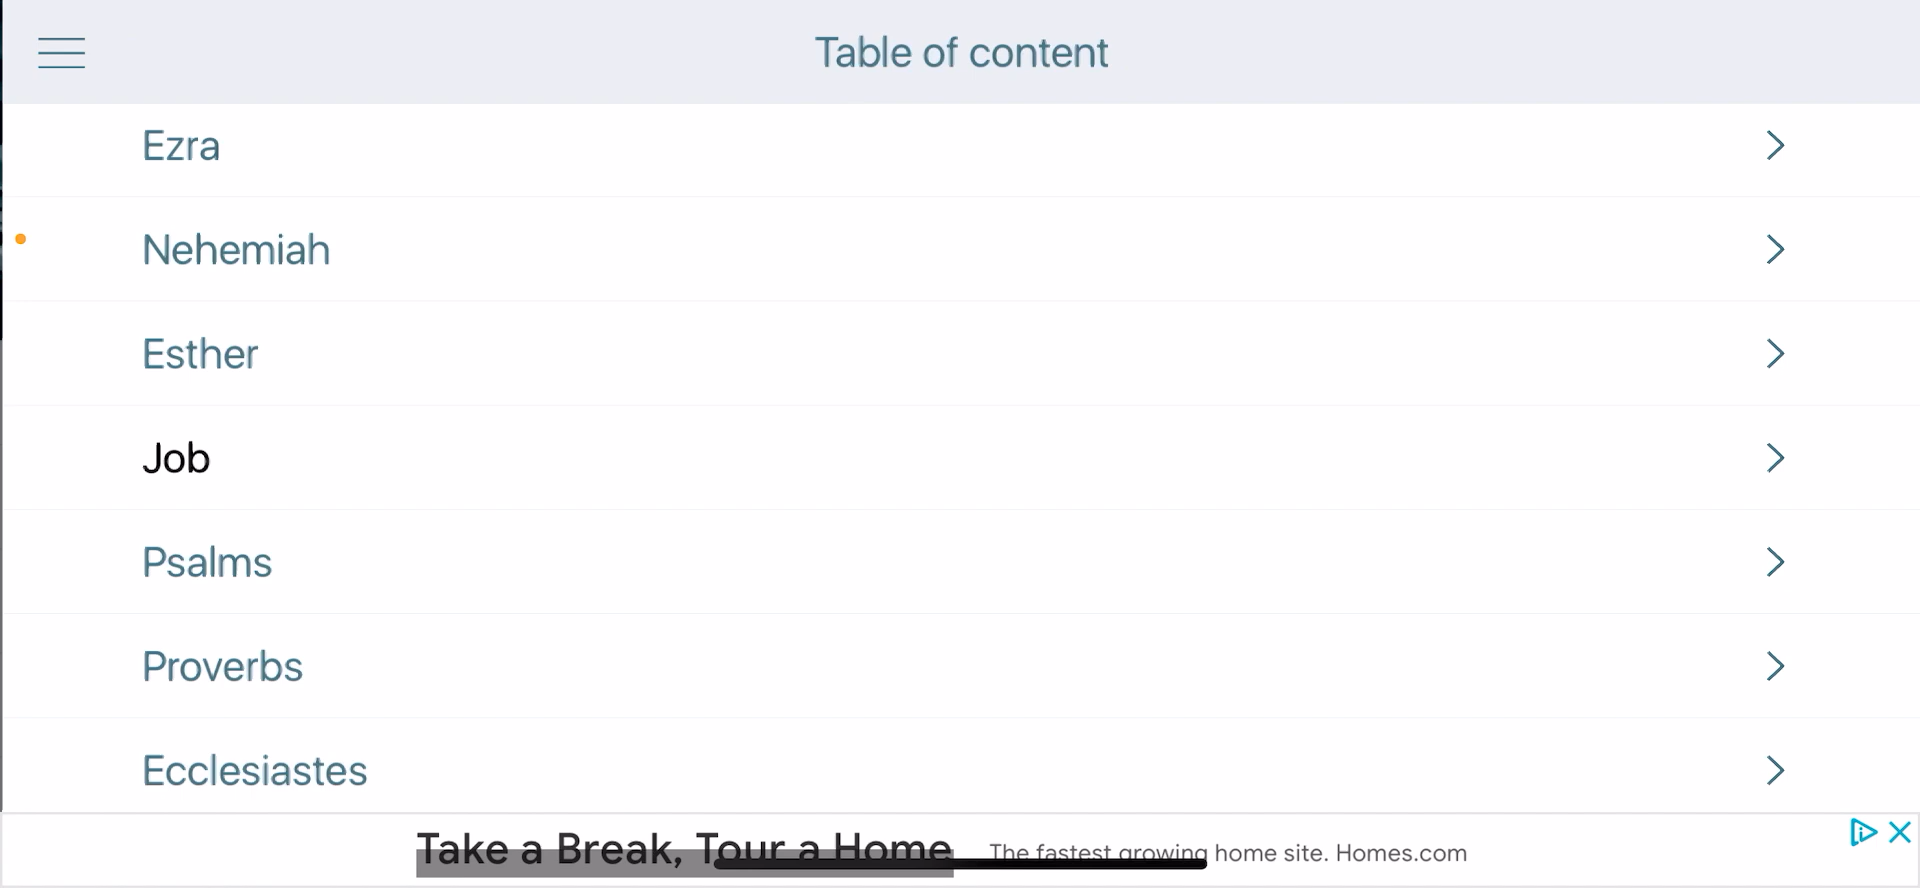 Table of content
Ezra
Nehemiah
Esther
Job
Psalms
Proverbs
Ecclesiastes
Take a Break, Tour a Home
The fastest growing home site. Homes.com